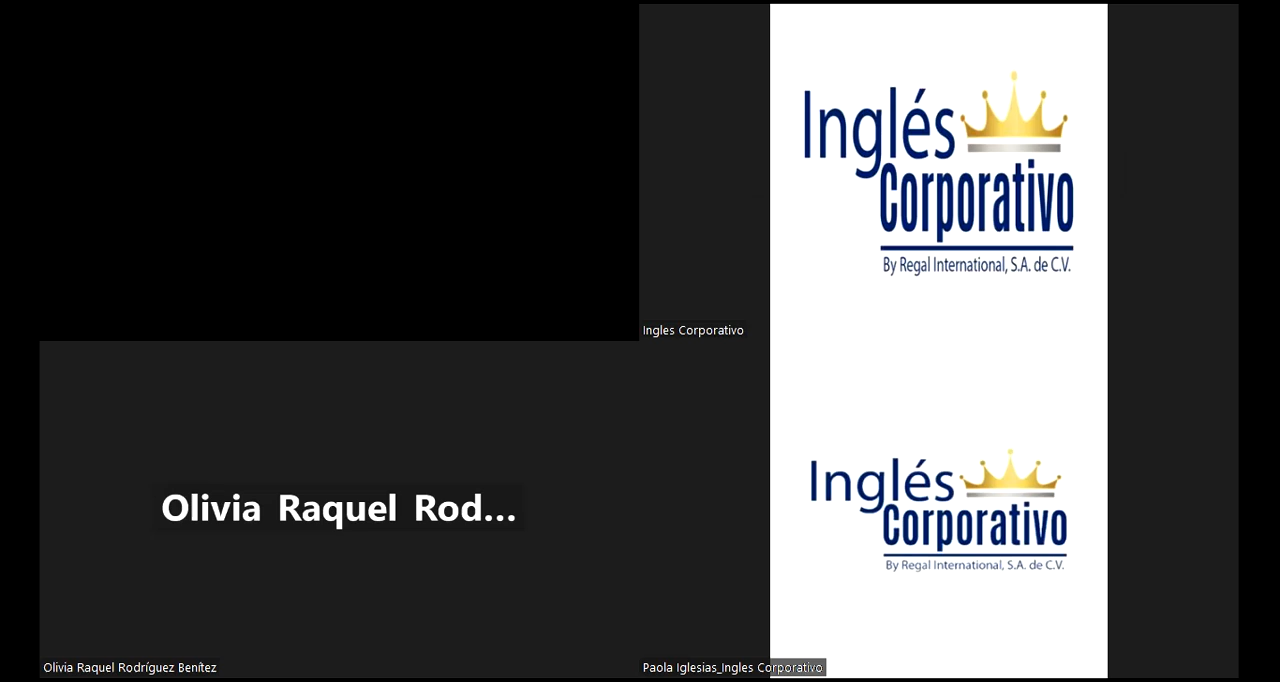 Inglés
Corporativo
By Regal International, S.A. de C.V.
Ingles Corporativo
Olivia Raquel Rod...
Olivia Raquel Rodríguez Benítez
Inglés
Corporativo
By Regal International, S.A. de C.V.
Paola Iglesias_Ingles Corporativo